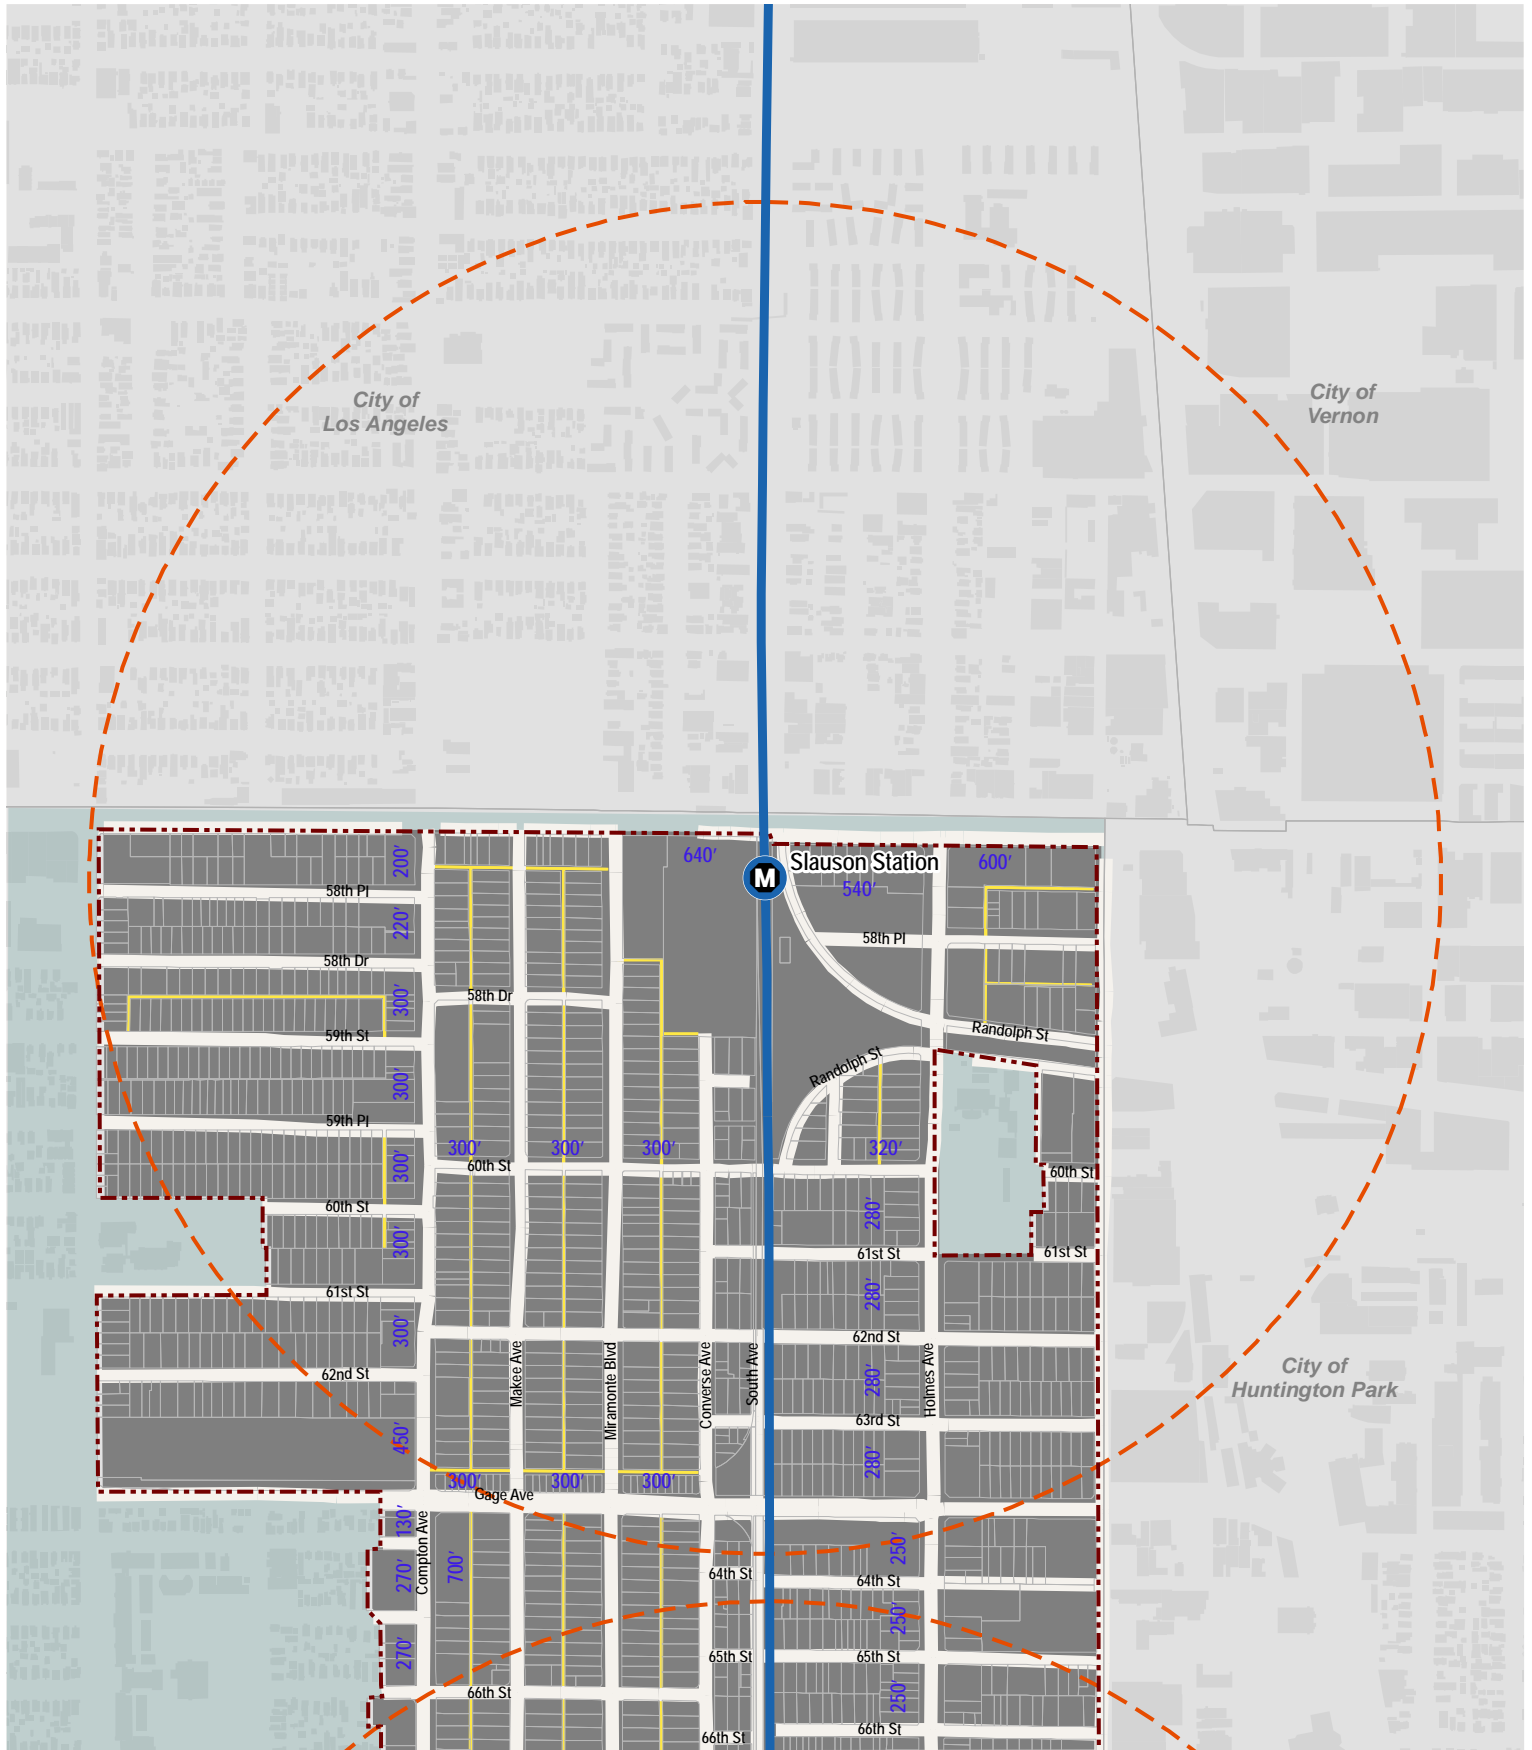 City of
Los Angeles
City of
Vernon
640'
M
Slauson Station
540'
600'
200'
58th Pl
220'
58th Pl
58th Dr
300'
58th Dr
59th St
Randolph St
Randolph St
300'
59th Pl
300'
300'
300'
300'
320'
60th St
60th St
60th St
300'
280'
61st St
61st St
61st St
300'
280'
62nd St
62nd St
Makee Ave
Miramonte Blvd
Converse Ave
South Ave
Holmes Ave
280'
City of
Huntington Park
63rd St
450'
280'
300'
300'
300'
Gage Ave
130'
Compton Ave
270'
700'
250'
64th St
64th St
250'
270'
65th St
65th St
66th St
250'
66th St
66th St